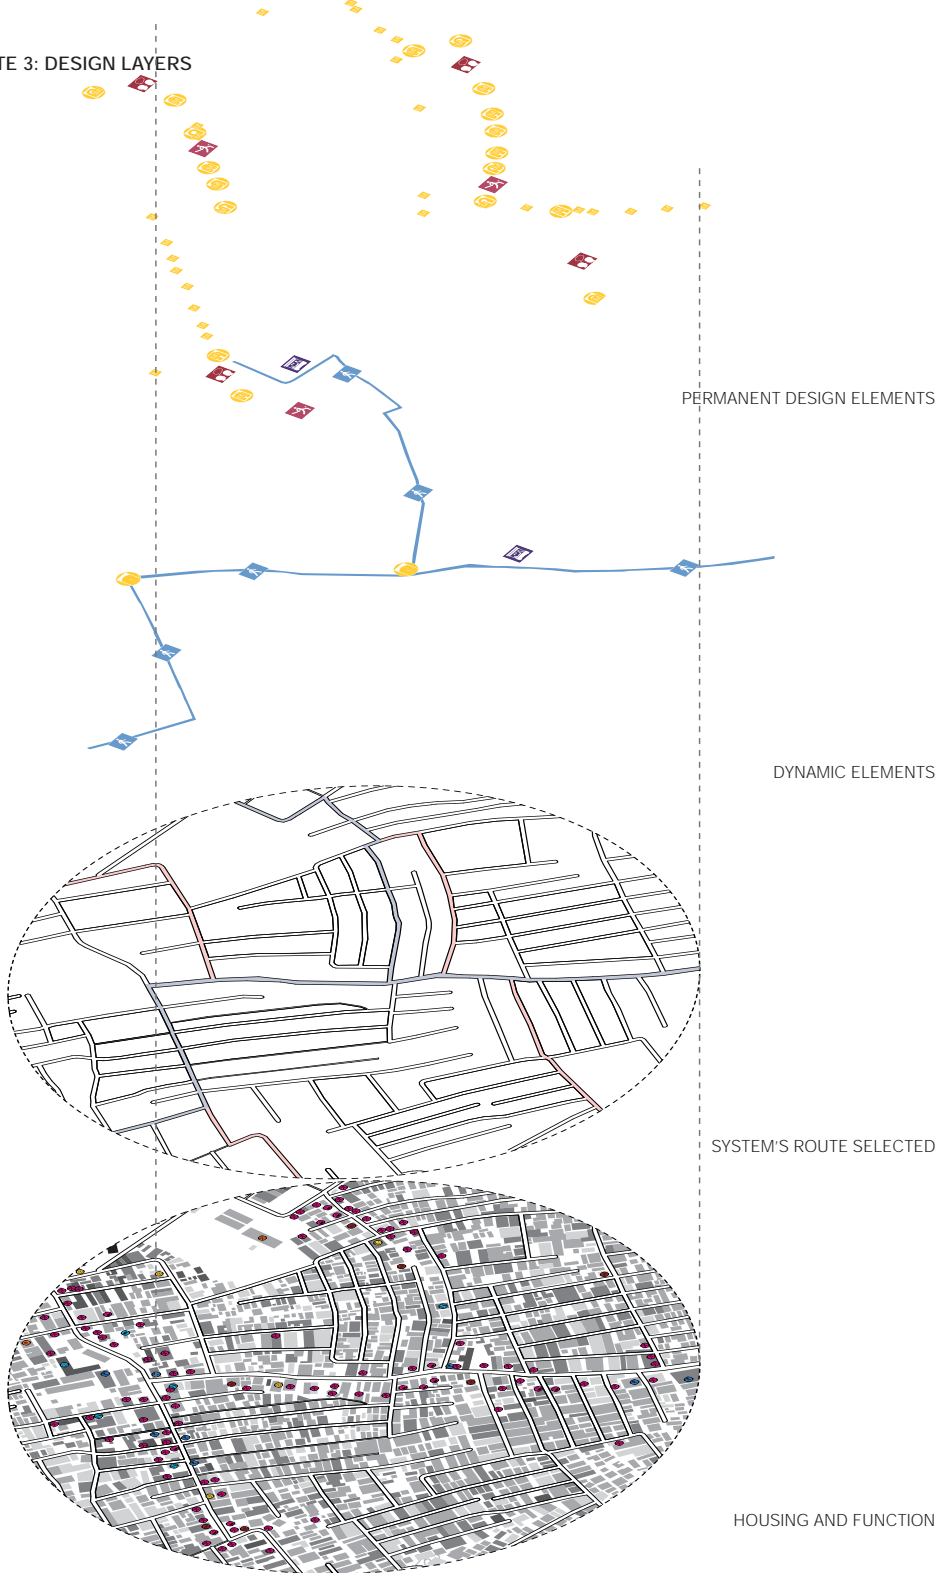 TE 3: DESIGN LAYERS
PERMANENT DESIGN ELEMENTS
DYNAMIC ELEMENTS
SYSTEM'S ROUTE SELECTED
HOUSING AND FUNCTION